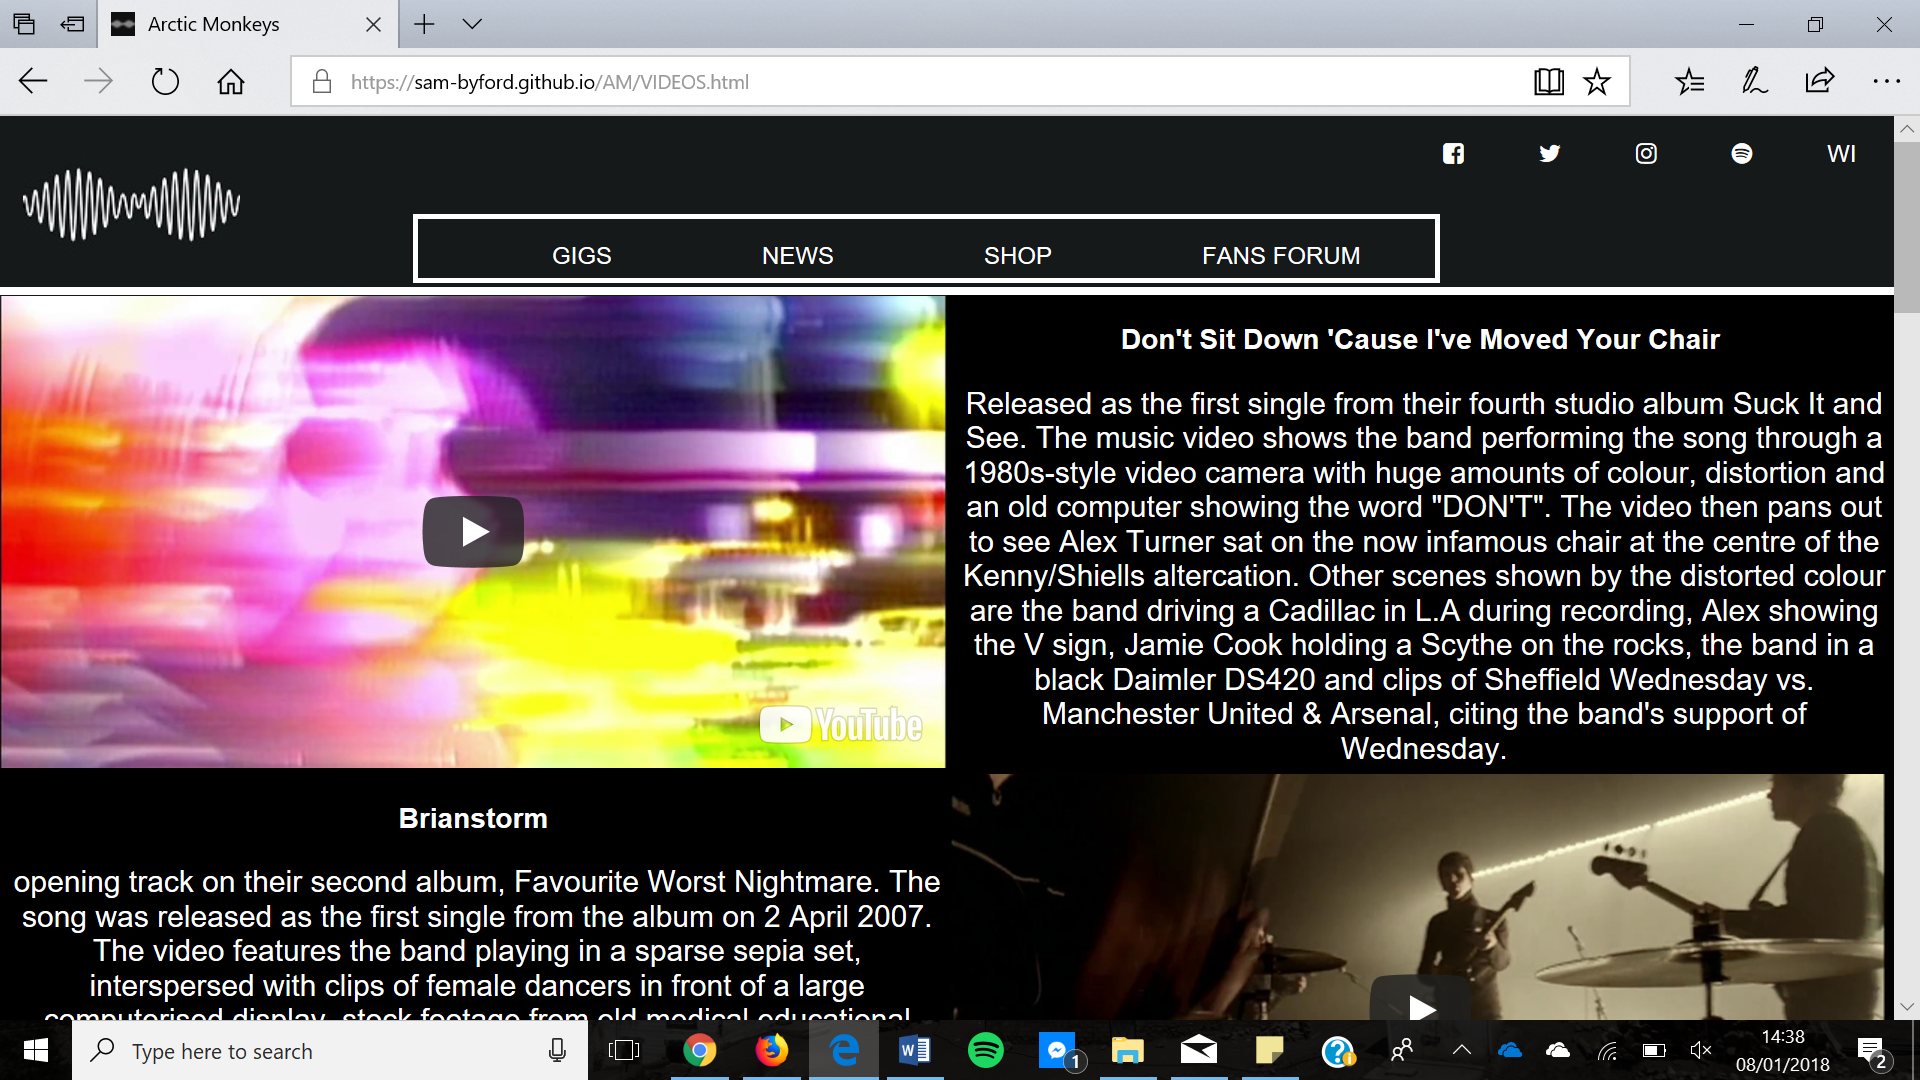 Arctic Monkeys
https://sam-byford.github.io/AM/VIDEOS.html
WI
GIGS NEWS SHOP FANS FORUM
Don't Sit Down 'Cause I've Moved Your Chair
Released as the first single from their fourth studio album Suck It and
See. The music video shows the band performing the song through a
1980s-style video camera with huge amounts of colour, distortion and
an old computer showing the word "DON'T". The video then pans out
to see Alex Turner sat on the now infamous chair at the centre of the
Kenny/Shiells altercation. Other scenes shown by the distorted colour
are the band driving a Cadillac in L.A during recording, Alex showing
the V sign, Jamie Cook holding a Scythe on the rocks, the band in a
black Daimler DS420 and clips of Sheffield Wednesday vs.
Manchester United & Arsenal, citing the band's support of
Wednesday.
YouTube
Brianstorm
opening track on their second album, Favourite Worst Nightmare. The
song was released as the first single from the album on 2 April 2007.
The video features the band playing in a sparse sepia set,
interspersed with clips of female dancers in front of a large
computerised display, stock footage from old medical educational
Type here to search
1
14:38
08/01/2018
2